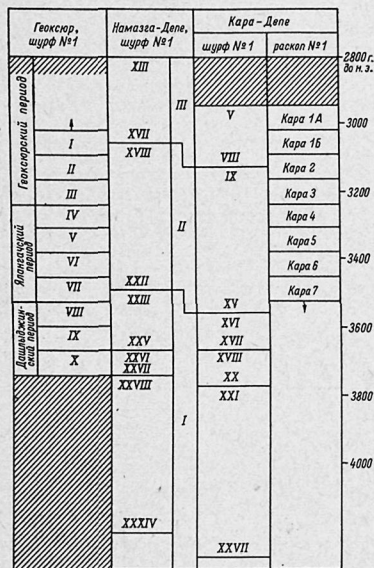 Геоксюр, шурф №1
Намазга-Депе, шурф №1
Кара-Депе
шурф №1
раскоп №1
2800 г. до н. э.
3000
3200
3400
3600
3800
4000
Геоксюрский период
Ялангачский период
Дашлыджинский период
I
II
III
IV
V
VI
VII
VIII
IX
X
XIII
XVII
XVIII
XXII
XXIII
XXV
XXVI
XXVII
XXVIII
XXXIV
III
II
I
V
VIII
IX
XV
XVI
XVII
XVIII
XX
XXI
XXVII
Кара 1А
Кара 1Б
Кара 2
Кара 3
Кара 4
Кара 5
Кара 6
Кара 7